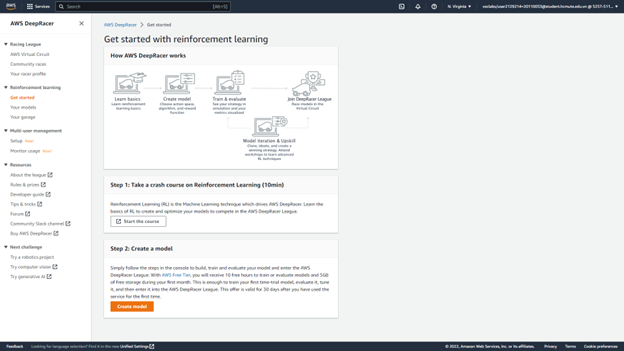 aws
Services
Search
[Alt+S]
N. Virginia
AWS DeepRacer
Racing League
AWS Virtual Circuit
Community races
Your racer profile
Reinforcement learning
Get started
Your models
Your garage
Multi-user management
Setup New!
Monitor usage New!
Resources
About the league
Rules & prizes
Developer guide
Tips & tricks
Forum
Community Slack channel
Buy AWS DeepRacer
Next challenge
Try a robotics project
Try computer vision
Try generative AI
AWS DeepRacer > Get started
Get started with reinforcement learning
How AWS DeepRacer works
Learn basics
Learn reinforcement
learning basics
Create model
Choose action space,
algorithm, and reward
function
Train & evaluate
See your strategy in
simulation and your
metrics visualized
Join DeepRacer League
Race models in the
Virtual Circuit
Model iteration & Upskill
Clone, ideate, and create a
winning strategy. Attend
workshops to learn advanced
RL techniques
Step 1: Take a crash course on Reinforcement Learning (10min)
Reinforcement Learning (RL) is the Machine Learning technique which drives AWS DeepRacer. Learn the
basics of RL to create and optimize your models to compete in the AWS DeepRacer League.
Start the course
Step 2: Create a model
Simply follow the steps in the console to build, train and evaluate your model and enter the AWS
DeepRacer League. With AWS Free Tier, you will receive 10 free hours to train or evaluate models and 5GB
of free storage during your first month. This is enough to train your first time-trial model, evaluate it, tune
it, and then enter it into the AWS DeepRacer League. This offer is valid for 30 days after you have used the
service for the first time.
Create model
Feedback
Looking for language selection? Find it in the new Unified Settings
© 2022, Amazon Web Services, Inc. or its affiliates.
Privacy
Terms
Cookie preferences